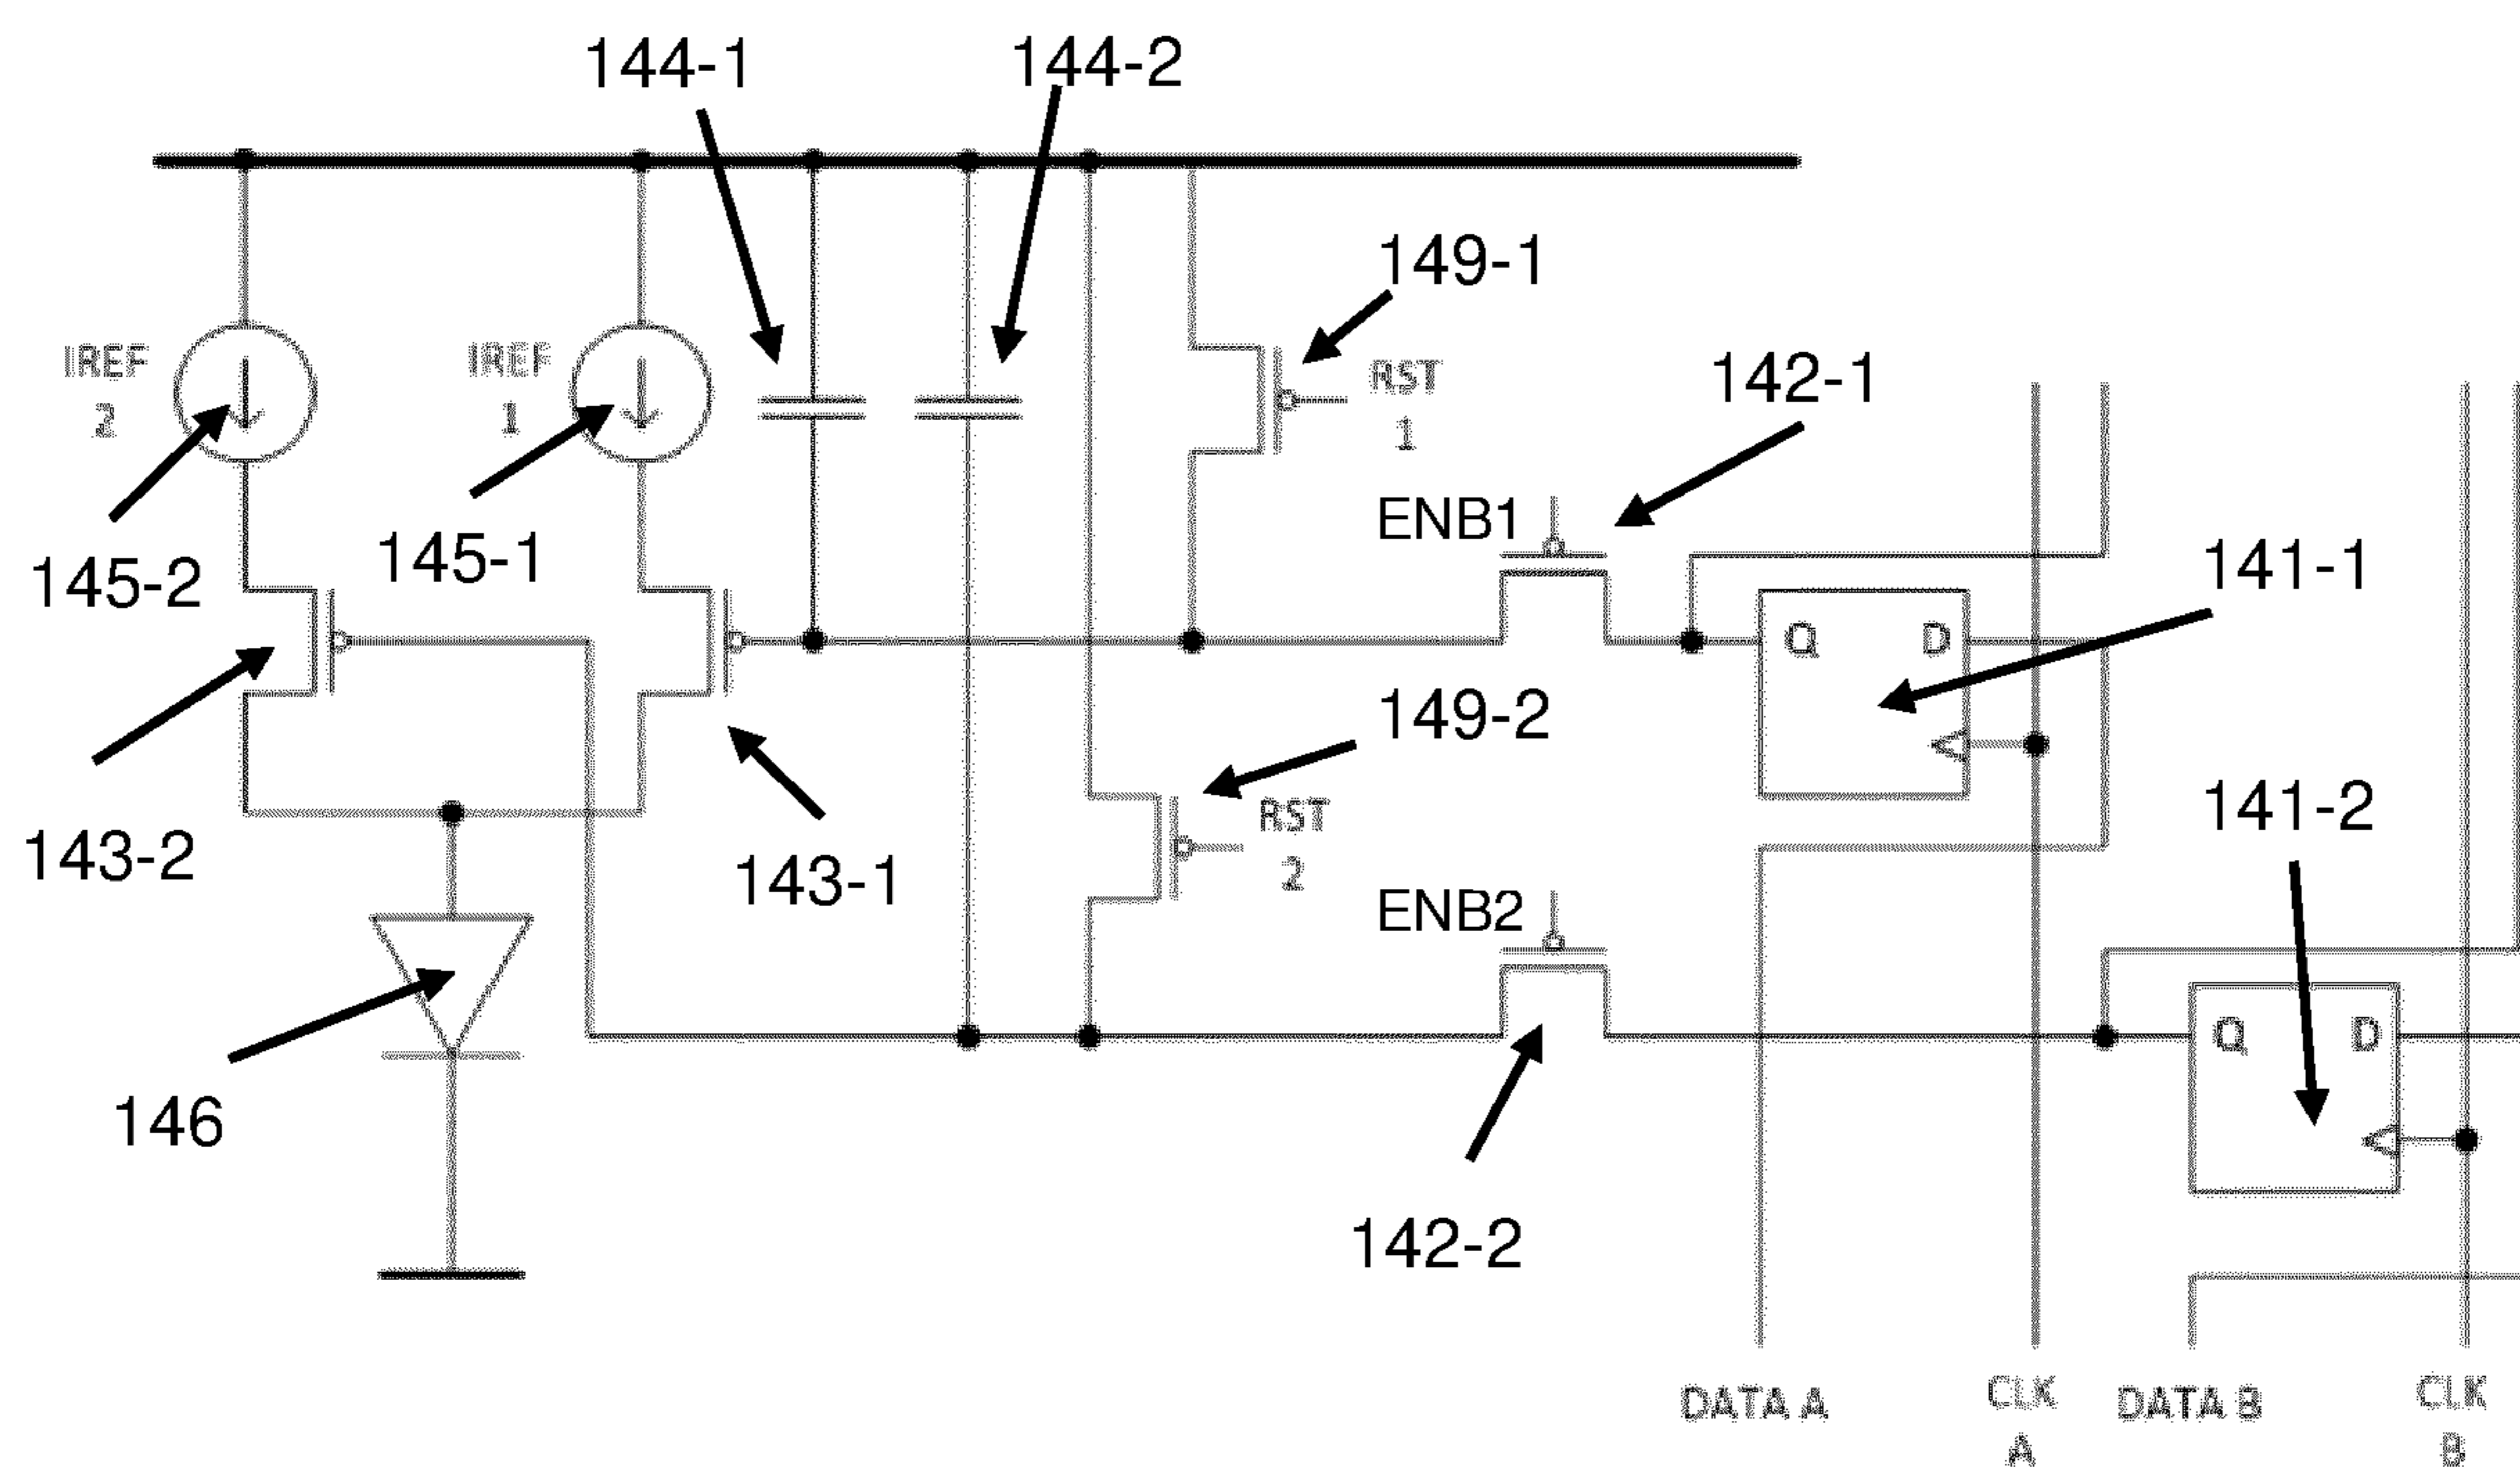 144-1
144-2
149-1
IREF
2
IREF
1
RST
1
142-1
ENB1
145-2
145-1
141-1
Q
D
149-2
143-2
143-1
RST
2
141-2
ENB2
Q
D
146
142-2
DATA A
CLK
A
DATA B
CLK
B